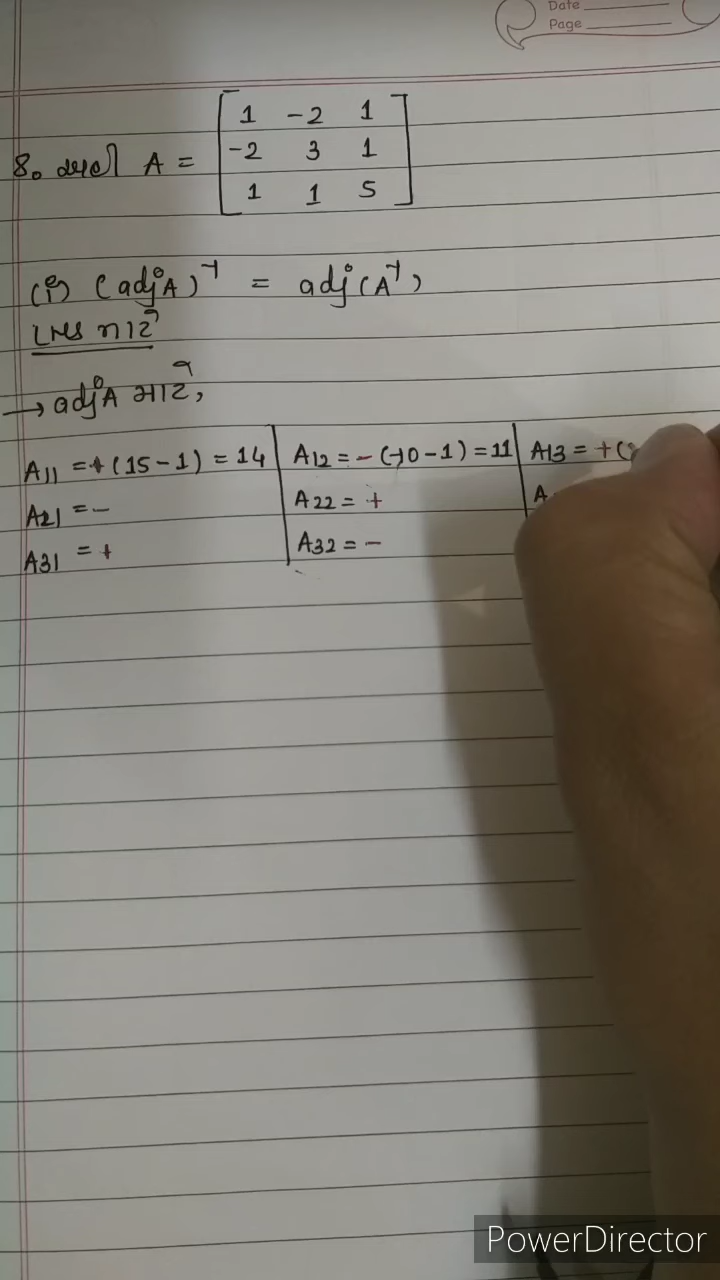 Date
Page
8. A = [ 1 -2 1
-2 3 1
1 1 5 ]
(i) (adjA)⁻¹ = adj(A⁻¹)
LHS માટે
→ adjA માટે,
A11 = +(15-1) = 14 | A12 = -(-10-1) = 11 | A13 = +(
A21 = - | A22 = + | A
A31 = + | A32 = -
PowerDirector